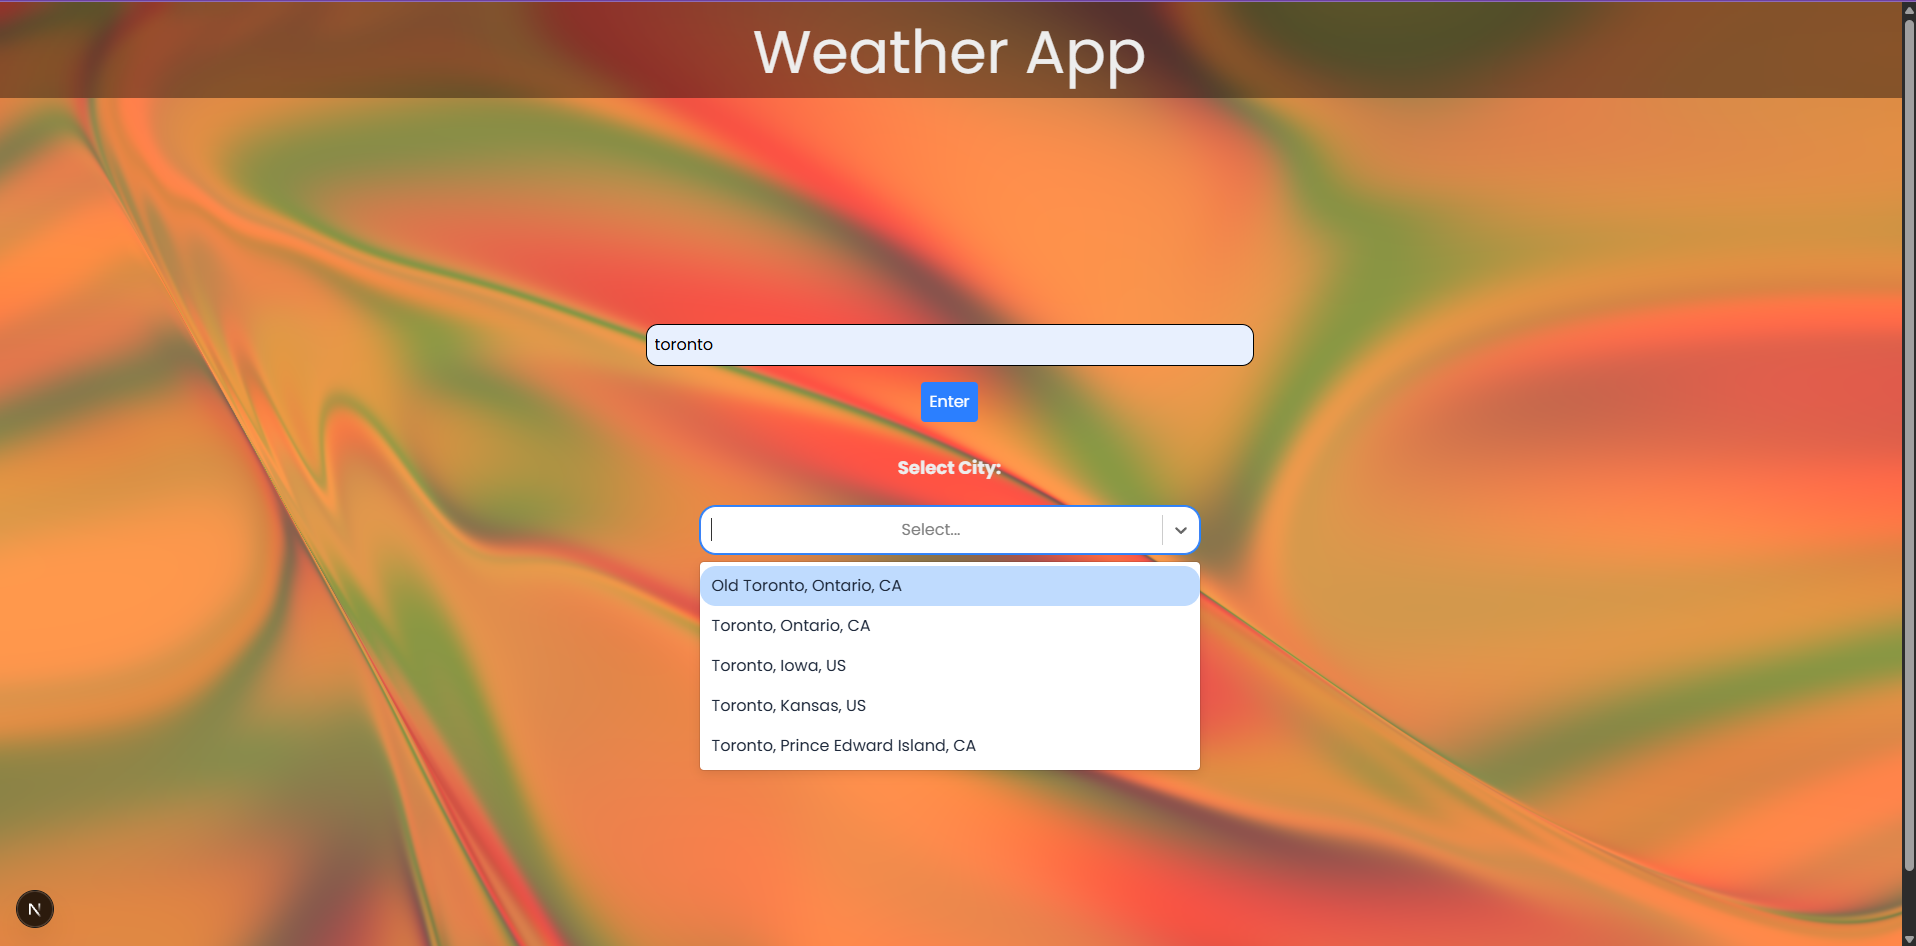 Weather App
toronto
Enter
Select City:
Select...
Old Toronto, Ontario, CA
Toronto, Ontario, CA
Toronto, Iowa, US
Toronto, Kansas, US
Toronto, Prince Edward Island, CA
N